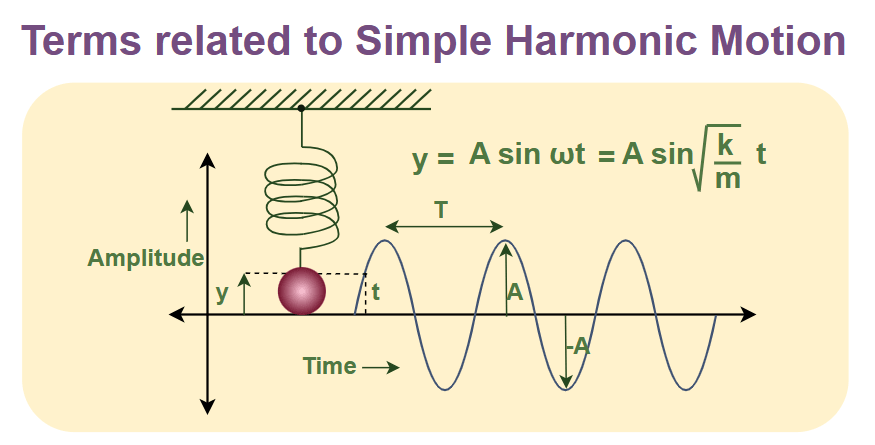 Terms related to Simple Harmonic Motion
y = A sin ωt = A sin √(k/m) t
T
Amplitude
y
t
A
-A
Time